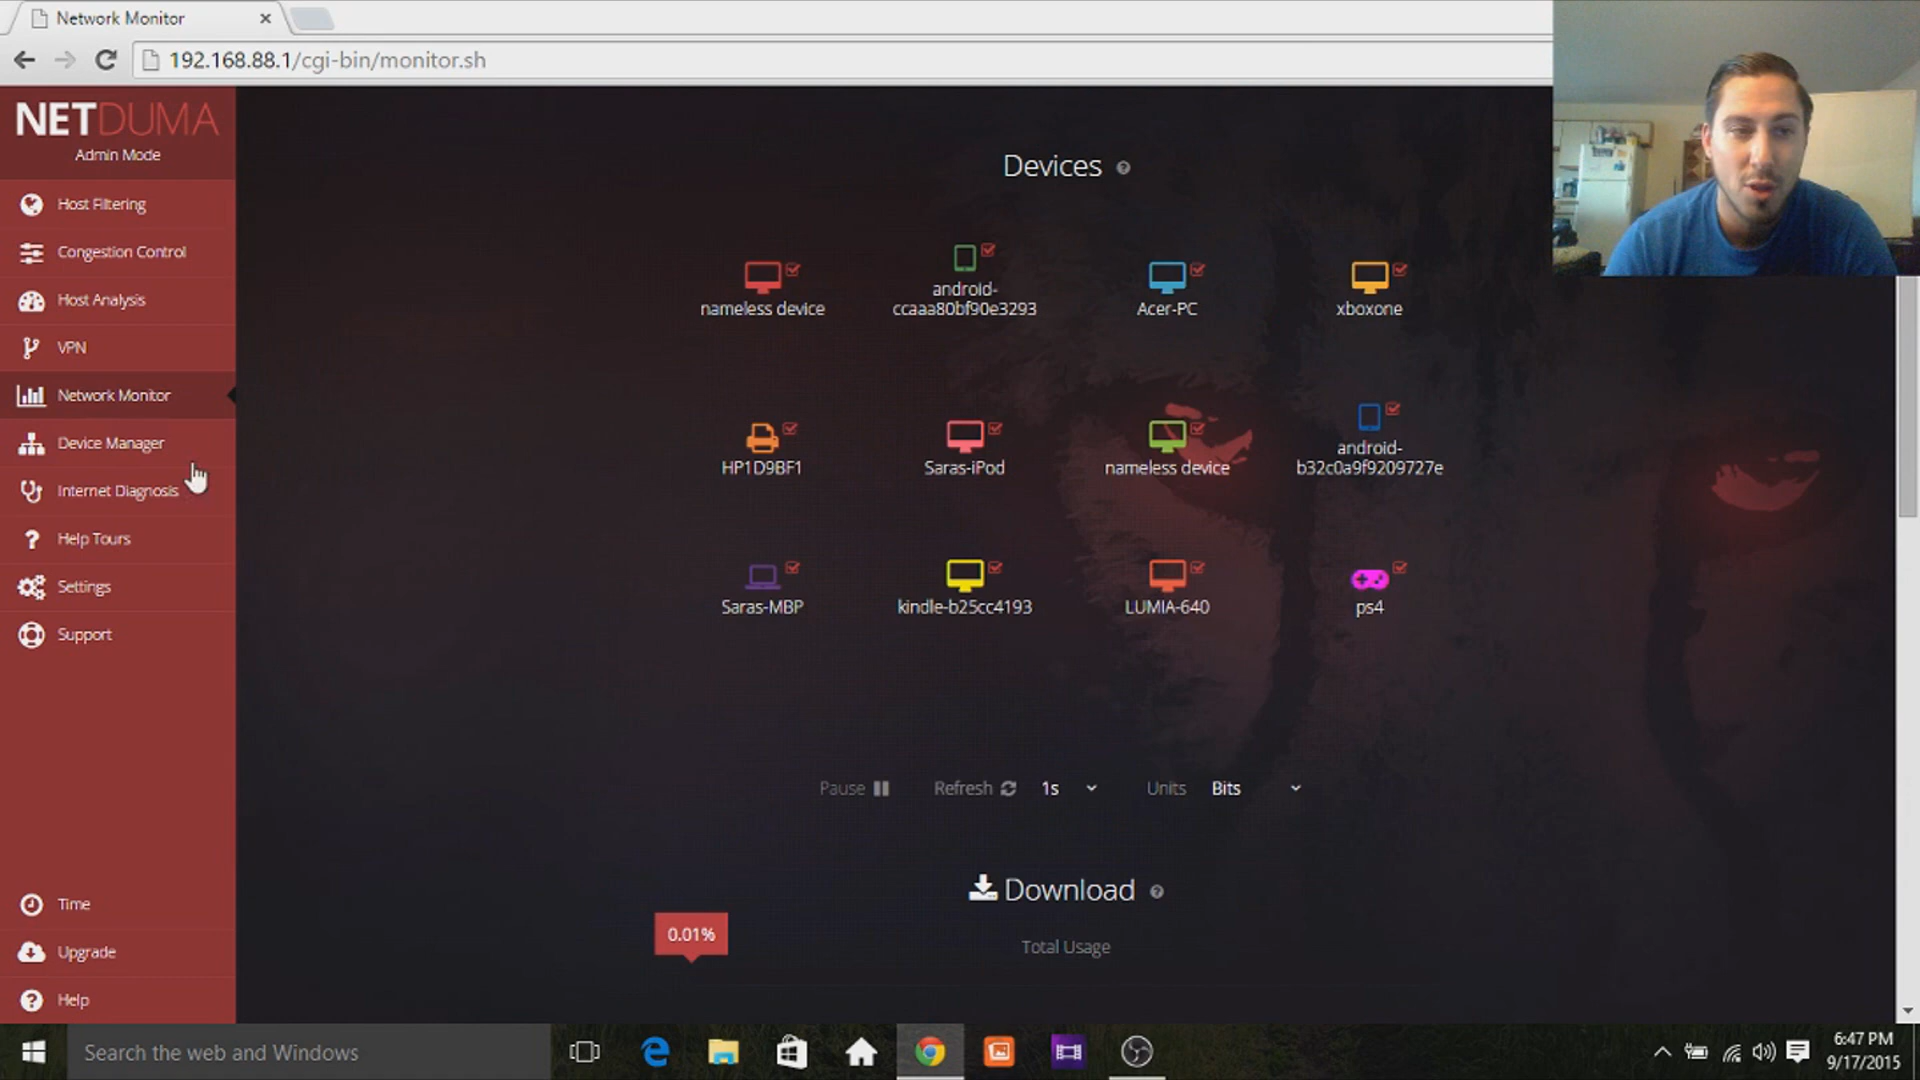 Network Monitor
192.168.88.1/cgi-bin/monitor.sh
NETDUMA
Admin Mode
Host Filtering
Congestion Control
Host Analysis
VPN
Network Monitor
Device Manager
Internet Diagnosis
Help Tours
Settings
Support
Time
Upgrade
Help
Devices
nameless device
android-
ccaaa80bf90e3293
Acer-PC
xboxone
HP1D9BF1
Saras-iPod
nameless device
android-
b32c0a9f9209727e
Saras-MBP
kindle-b25cc4193
LUMIA-640
ps4
Pause
Refresh
1s
Units
Bits
Download
0.01%
Total Usage
Search the web and Windows
6:47 PM
9/17/2015